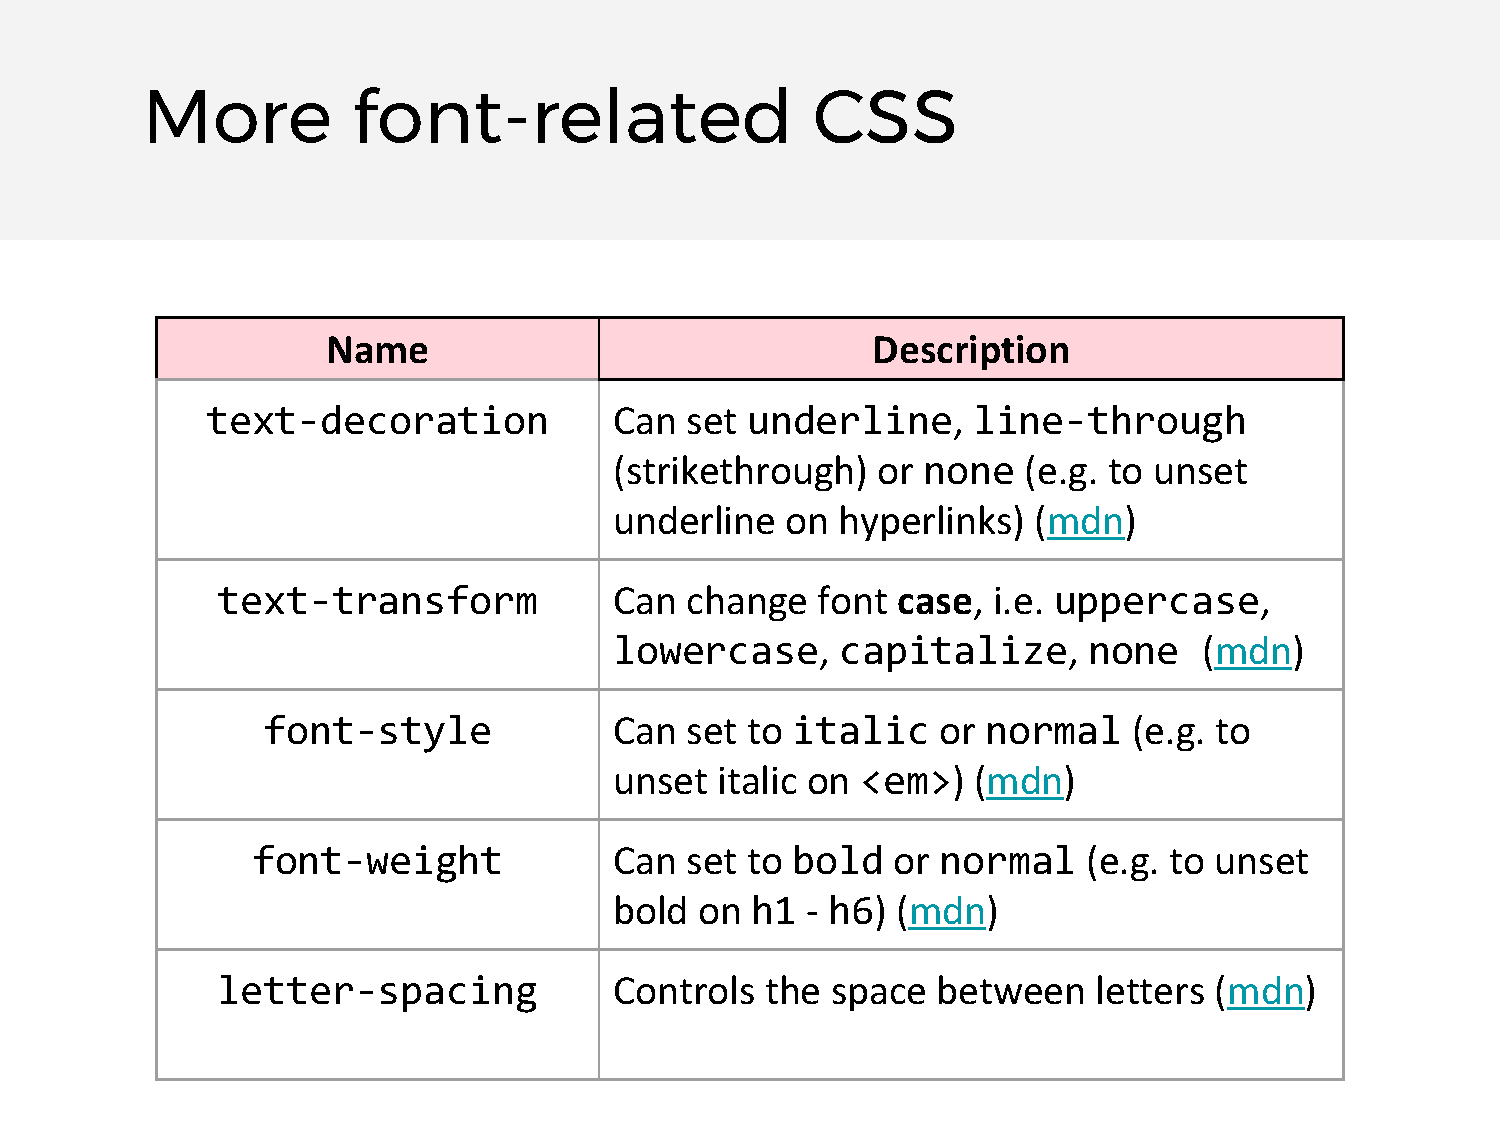 More font-related CSS
Name
Description
text-decoration
Can set underline, line-through
(strikethrough) or none (e.g. to unset
underline on hyperlinks) (mdn)
text-transform
Can change font case, i.e. uppercase,
lowercase, capitalize, none (mdn)
font-style
Can set to italic or normal (e.g. to
unset italic on <em>) (mdn)
font-weight
Can set to bold or normal (e.g. to unset
bold on h1 - h6) (mdn)
letter-spacing
Controls the space between letters (mdn)